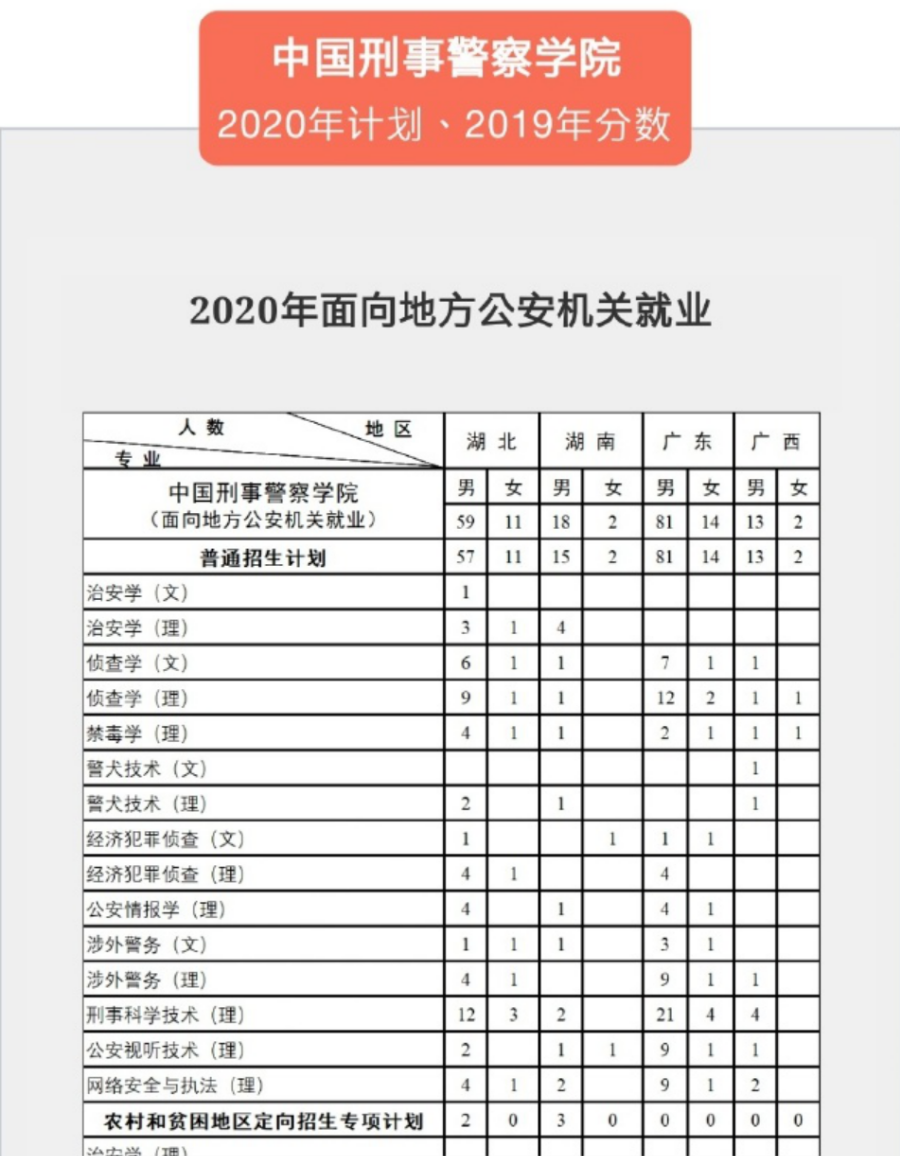 中国刑事警察学院
2020年计划、2019年分数
2020年面向地方公安机关就业
人数 地区 专业 湖北 湖南 广东 广西
中国刑事警察学院 男 女 男 女 男 女 男 女
(面向地方公安机关就业) 59 11 18 2 81 14 13 2
普通招生计划 57 11 15 2 81 14 13 2
治安学(文) 1
治安学(理) 3 1 4
侦查学(文) 6 1 1 7 1 1
侦查学(理) 9 1 1 12 2 1 1
禁毒学(理) 4 1 1 2 1 1 1
警犬技术(文) 1
警犬技术(理) 2 1 1
经济犯罪侦查(文) 1 1 1 1
经济犯罪侦查(理) 4 1 4
公安情报学(理) 4 1 4 1
涉外警务(文) 1 1 1 3 1
涉外警务(理) 4 1 9 1 1
刑事科学技术(理) 12 3 2 21 4 4
公安视听技术(理) 2 1 1 9 1 1
网络安全与执法(理) 4 1 2 9 1 2
农村和贫困地区定向招生专项计划 2 0 3 0 0 0 0 0
治安学(理)